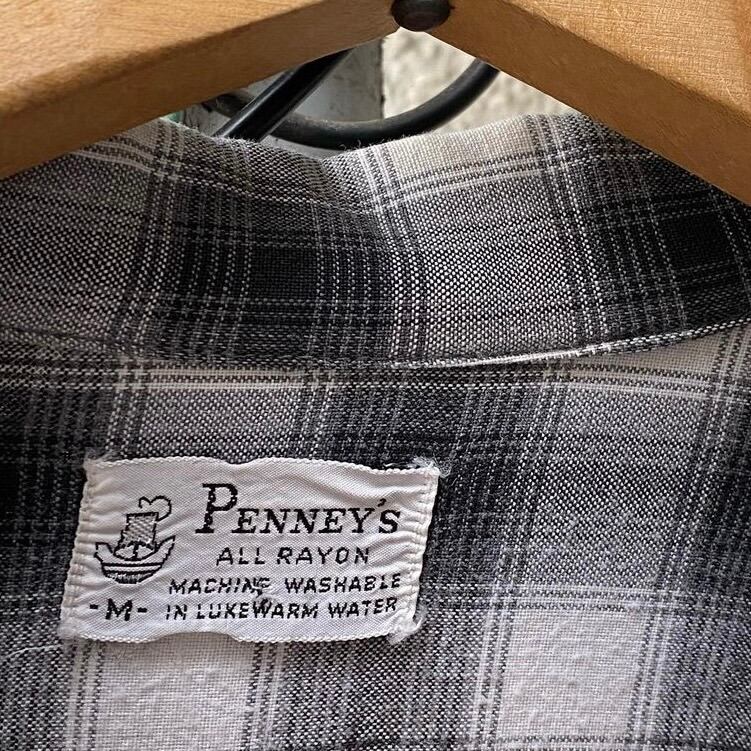 PENNEY'S
ALL RAYON
MACHINE WASHABLE
-M- IN LUKEWARM WATER